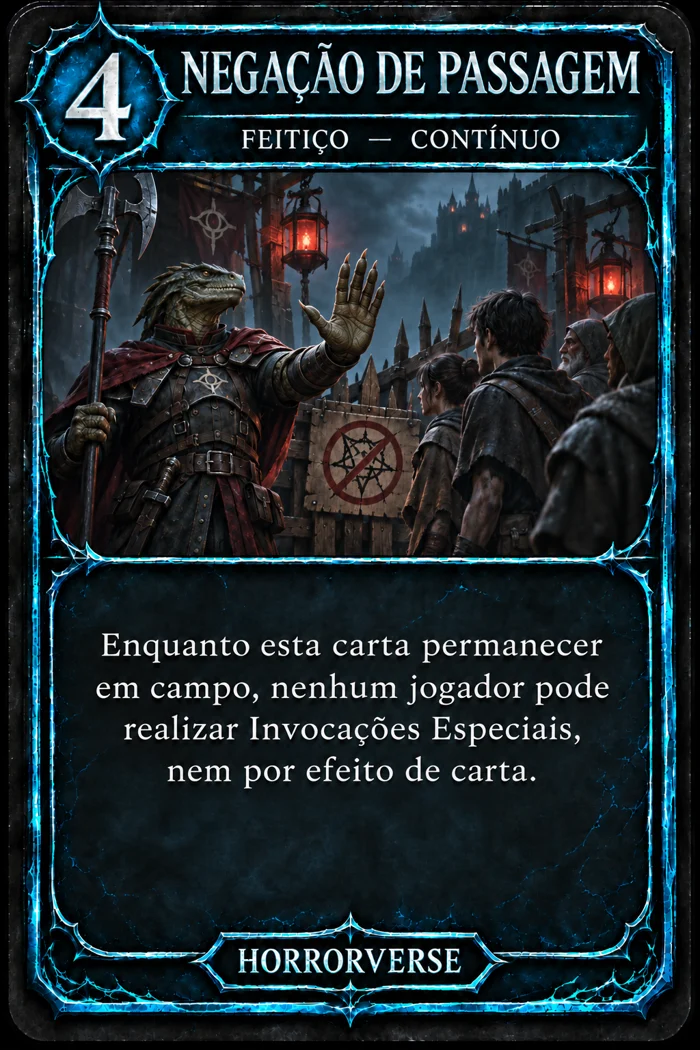 4
NEGAÇÃO DE PASSAGEM
FEITIÇO — CONTÍNUO
Enquanto esta carta permanecer
em campo, nenhum jogador pode
realizar Invocações Especiais,
nem por efeito de carta.
HORRORVERSE